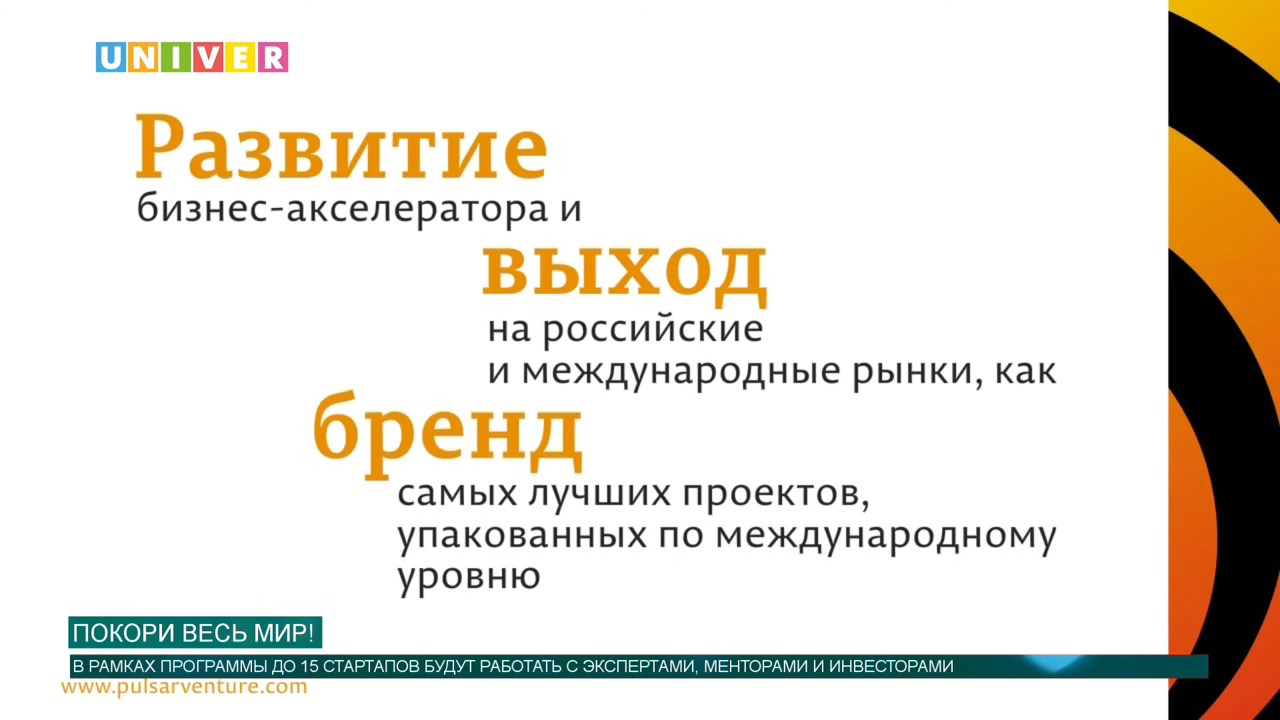 UNIVER
Развитие
бизнес-акселератора и
выход
на российские
и международные рынки, как
бренд
самых лучших проектов,
упакованных по международному
уровню
ПОКОРИ ВЕСЬ МИР!
В РАМКАХ ПРОГРАММЫ ДО 15 СТАРТАПОВ БУДУТ РАБОТАТЬ С ЭКСПЕРТАМИ, МЕНТОРАМИ И ИНВЕСТОРАМИ
www.pulsarventure.com